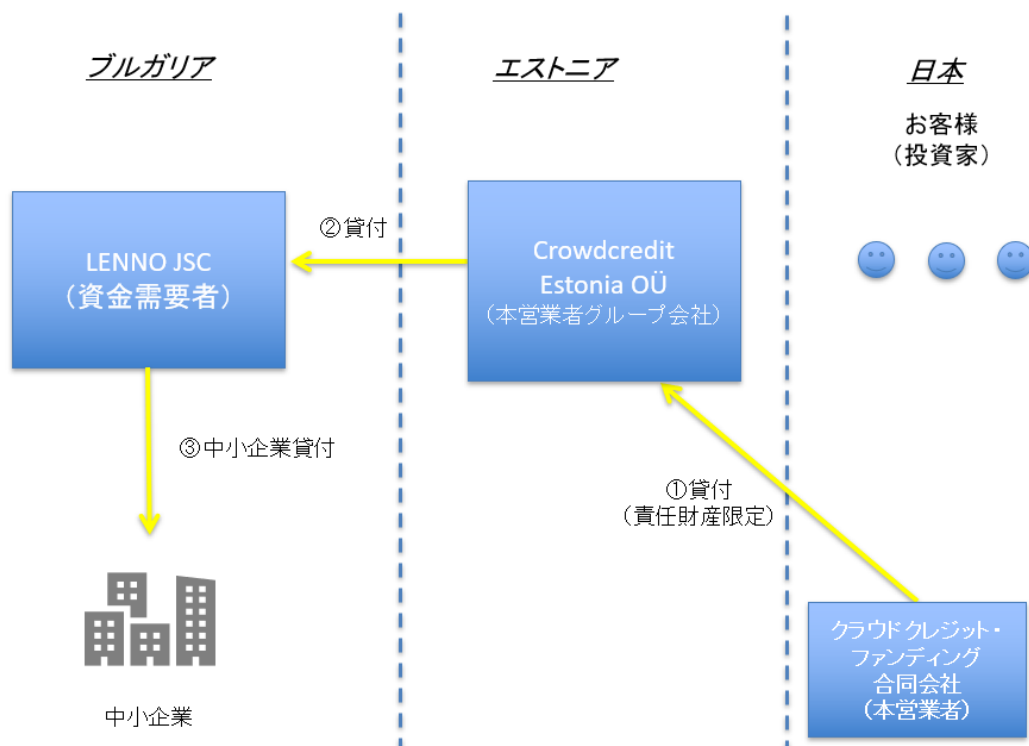 ブルガリア
エストニア
日本
お客様
（投資家）
②貸付
LENNO JSC
（資金需要者）
Crowdcredit
Estonia OÜ
（本営業者グループ会社）
③中小企業貸付
①貸付
（責任財産限定）
クラウドクレジット・
ファンディング
合同会社
（本営業者）
中小企業